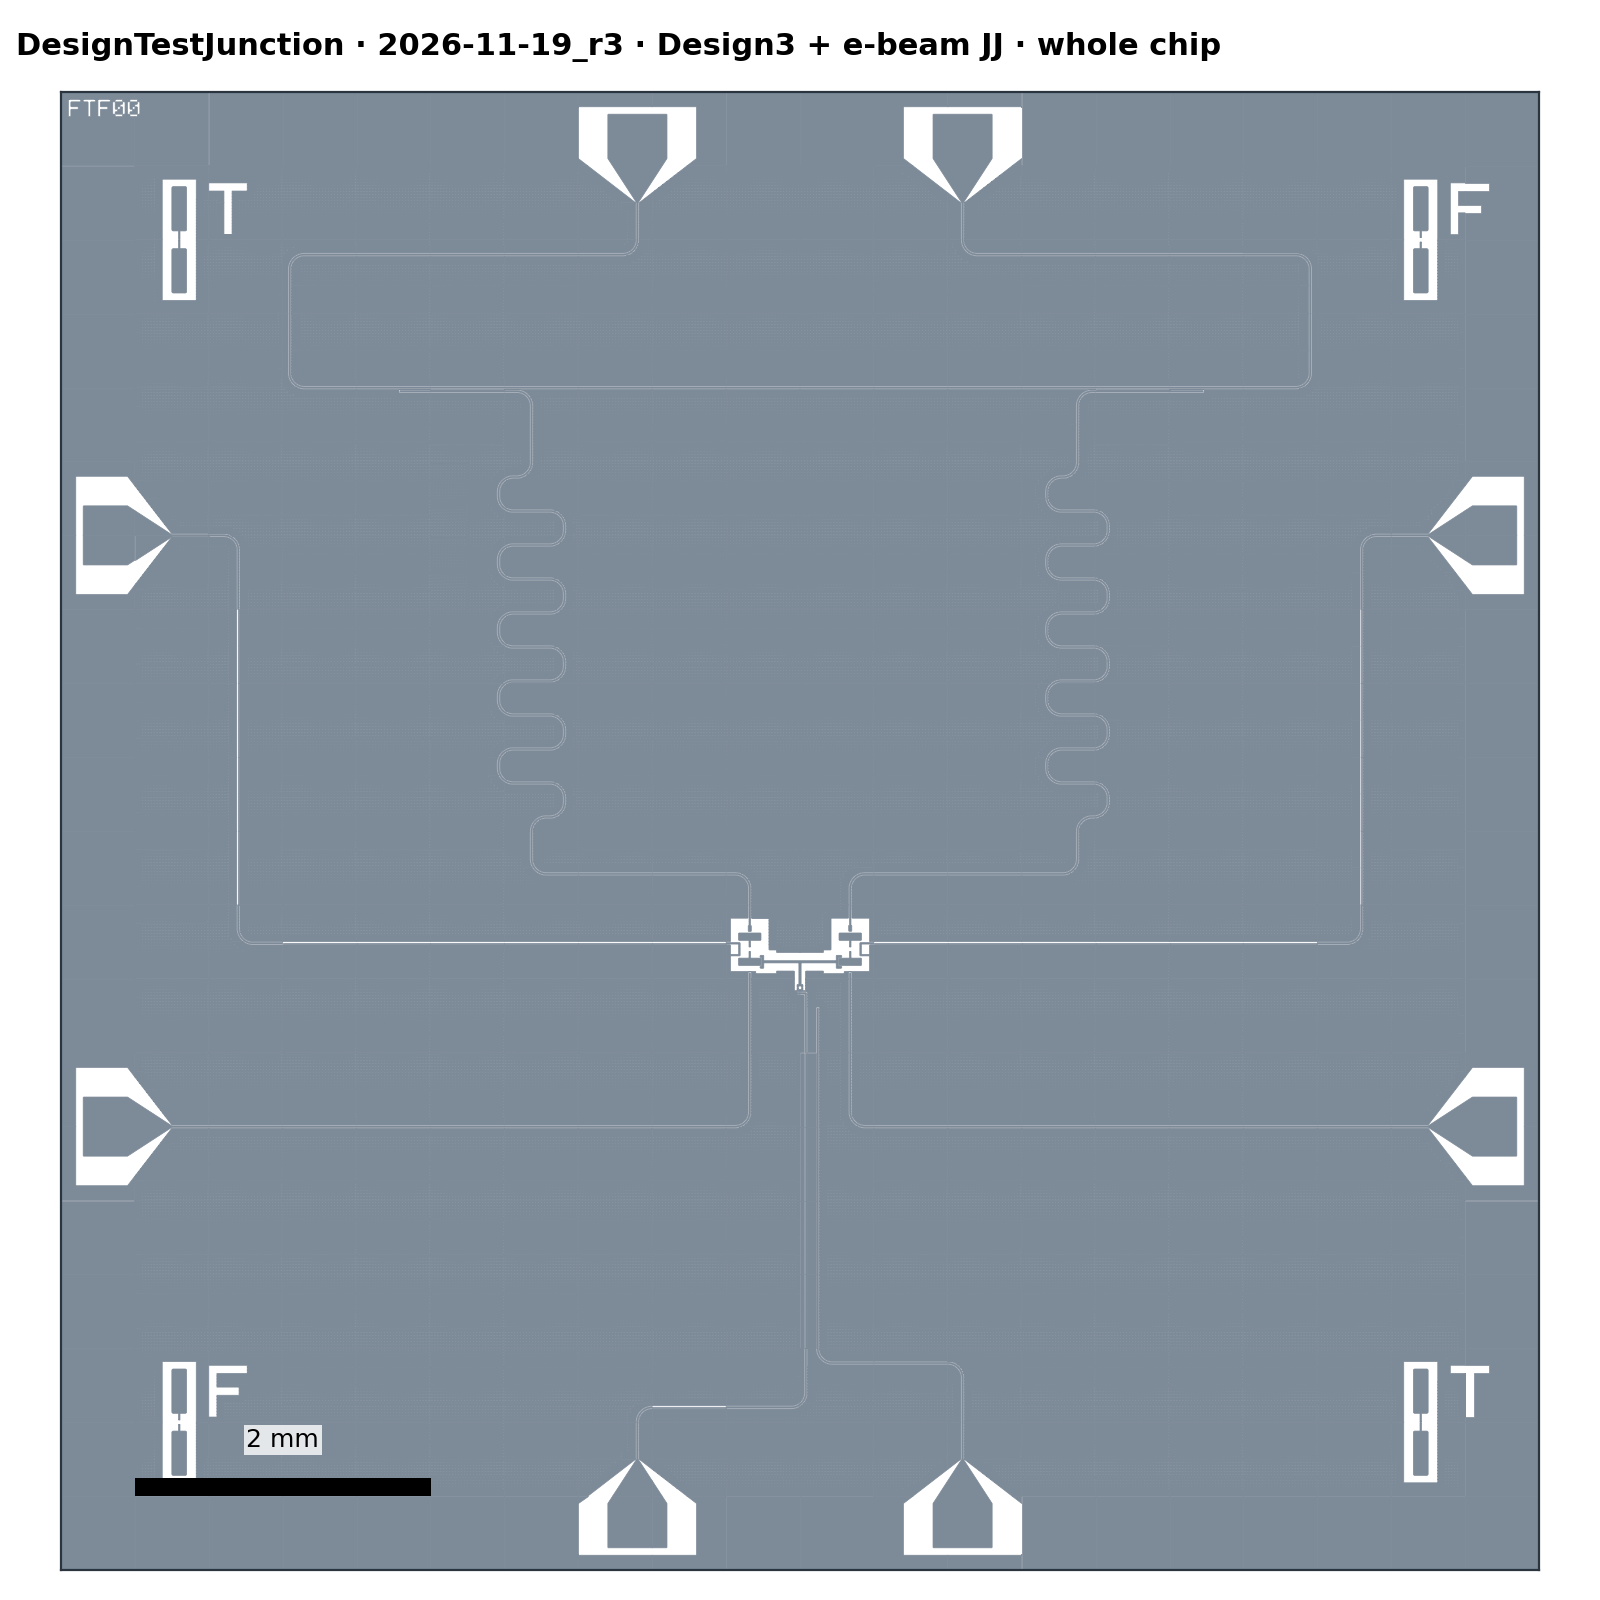 DesignTestJunction · 2026-11-19_r3 · Design3 + e-beam JJ · whole chip
FTF00
T
F
F
T
2 mm